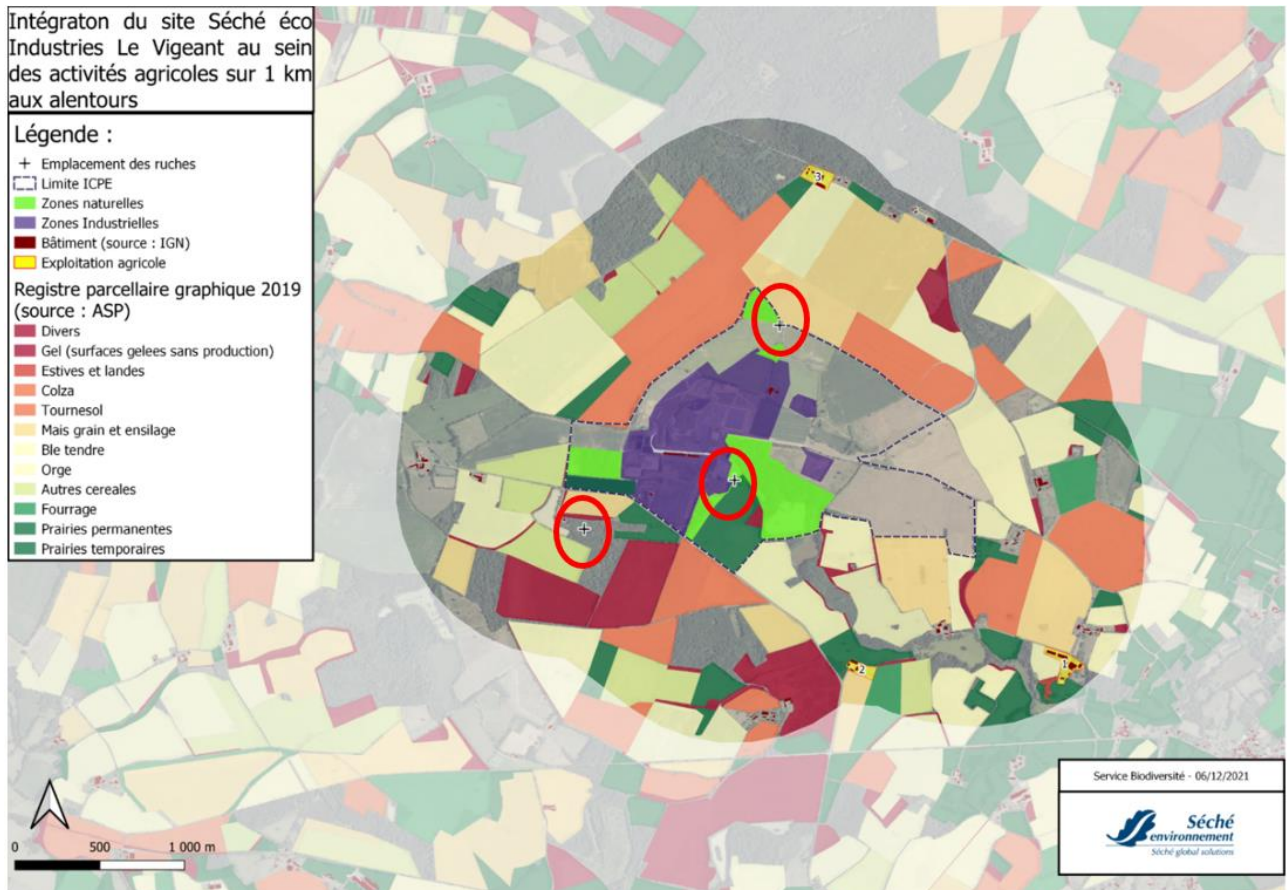 Intégraton du site Séché éco
Industries Le Vigeant au sein
des activités agricoles sur 1 km
aux alentours
Légende :
Emplacement des ruches
Limite ICPE
Zones naturelles
Zones Industrielles
Bâtiment (source : IGN)
Exploitation agricole
Registre parcellaire graphique 2019
(source : ASP)
Divers
Gel (surfaces gelees sans production)
Estives et landes
Colza
Tournesol
Mais grain et ensilage
Ble tendre
Orge
Autres cereales
Fourrage
Prairies permanentes
Prairies temporaires
3
2
1
0 500 1 000 m
Service Biodiversité - 06/12/2021
Séché
environnement
Séché global solutions